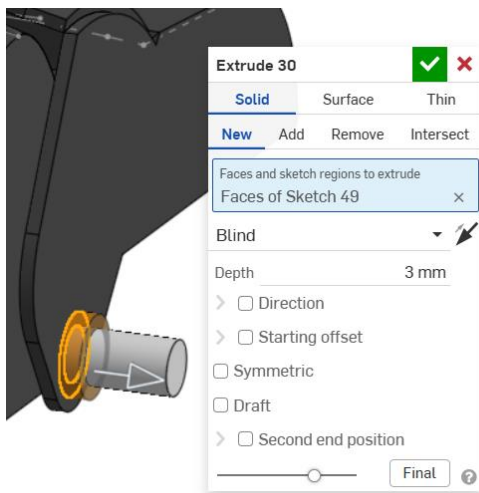 Extrude 30
Solid Surface Thin
New Add Remove Intersect
Faces and sketch regions to extrude
Faces of Sketch 49
Blind
Depth 3 mm
Direction
Starting offset
Symmetric
Draft
Second end position
Final